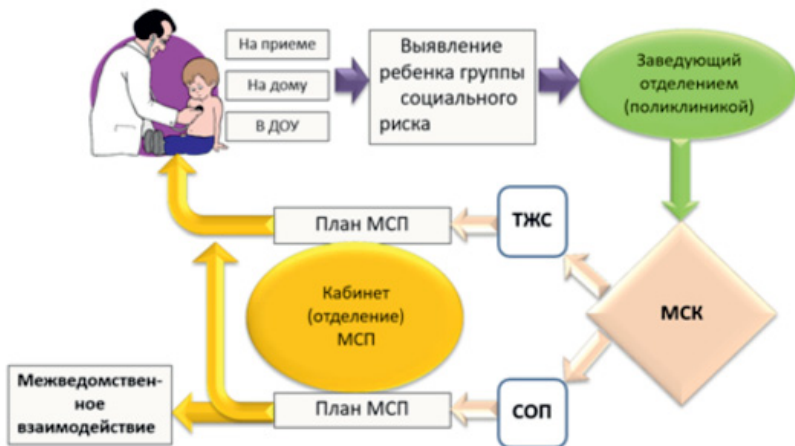 На приеме
На дому
В ДОУ
Выявление
ребенка группы
социального
риска
Заведующий
отделением
(поликлиникой)
План МСП
ТЖС
МСК
Кабинет
(отделение)
МСП
Межведомствен-
ное
взаимодействие
План МСП
СОП